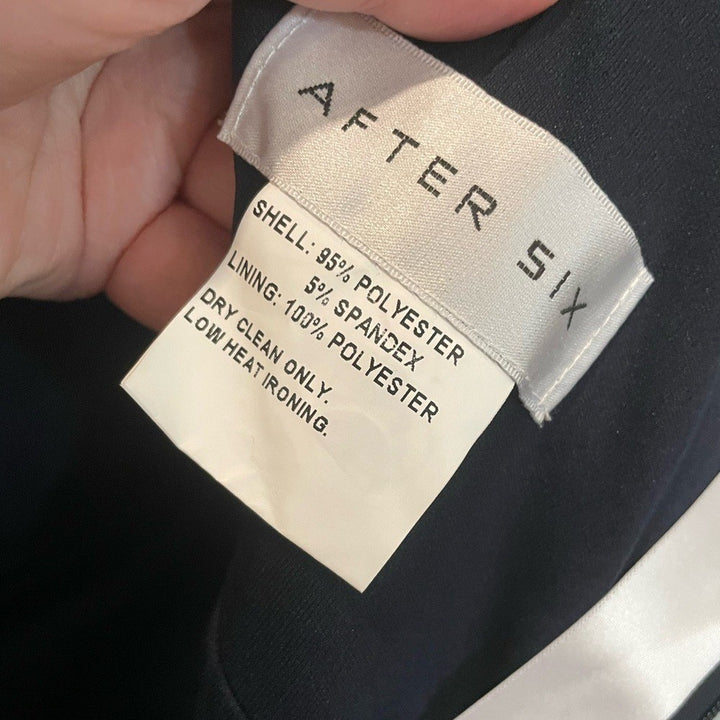 AFTER SIX
SHELL: 95% POLYESTER
5% SPANDEX
LINING: 100% POLYESTER
DRY CLEAN ONLY.
LOW HEAT IRONING.